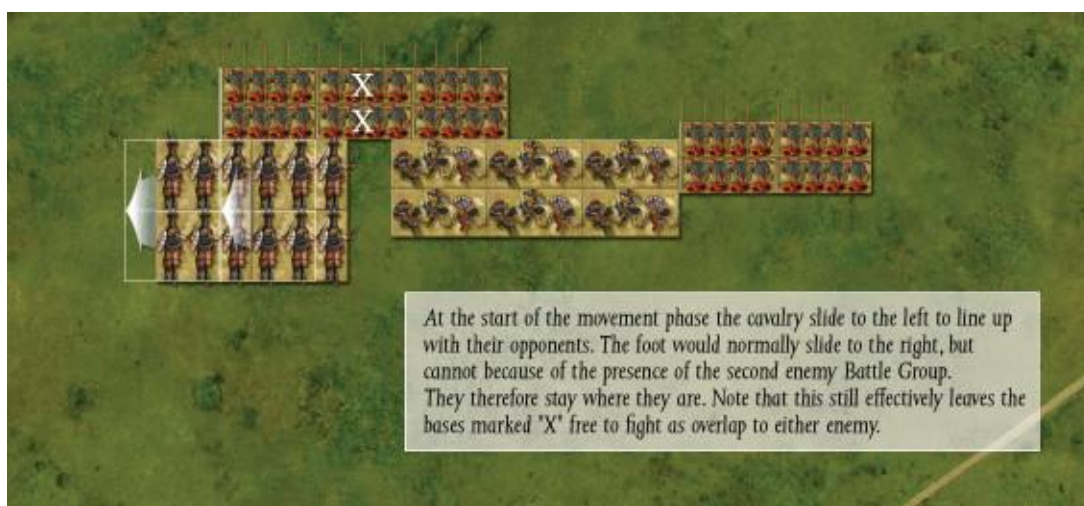 X
X
At the start of the movement phase the cavalry slide to the left to line up
with their opponents. The foot would normally slide to the right, but
cannot because of the presence of the second enemy Battle Group.
They therefore stay where they are. Note that this still effectively leaves the
bases marked "X" free to fight as overlap to either enemy.